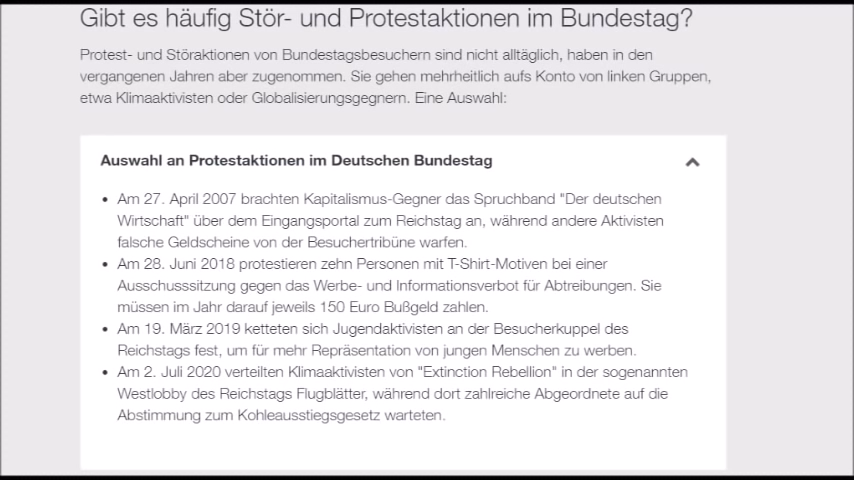 Gibt es häufig Stör- und Protestaktionen im Bundestag?
Protest- und Störaktionen von Bundestagsbesuchern sind nicht alltäglich, haben in den
vergangenen Jahren aber zugenommen. Sie gehen mehrheitlich aufs Konto von linken Gruppen,
etwa Klimaaktivisten oder Globalisierungsgegnern. Eine Auswahl:
Auswahl an Protestaktionen im Deutschen Bundestag
• Am 27. April 2007 brachten Kapitalismus-Gegner das Spruchband "Der deutschen
Wirtschaft" über dem Eingangsportal zum Reichstag an, während andere Aktivisten
falsche Geldscheine von der Besuchertribüne warfen.
• Am 28. Juni 2018 protestieren zehn Personen mit T-Shirt-Motiven bei einer
Ausschusssitzung gegen das Werbe- und Informationsverbot für Abtreibungen. Sie
müssen im Jahr darauf jeweils 150 Euro Bußgeld zahlen.
• Am 19. März 2019 ketteten sich Jugendaktivisten an der Besucherkuppel des
Reichstags fest, um für mehr Repräsentation von jungen Menschen zu werben.
• Am 2. Juli 2020 verteilten Klimaaktivisten von "Extinction Rebellion" in der sogenannten
Westlobby des Reichstags Flugblätter, während dort zahlreiche Abgeordnete auf die
Abstimmung zum Kohleausstiegsgesetz warteten.